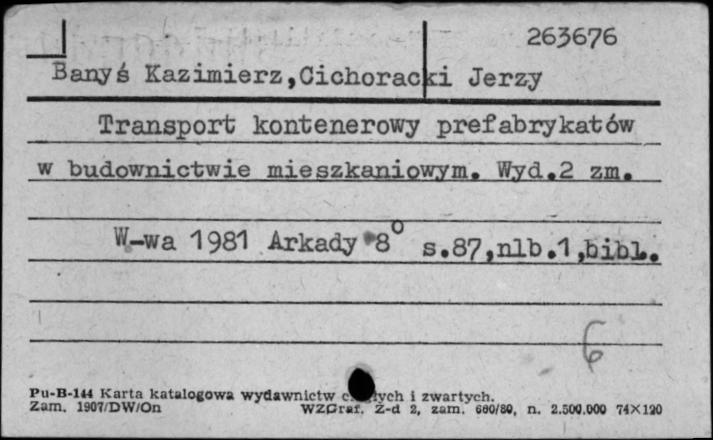 263676
Banyś Kazimierz,Cichoracki Jerzy
Transport kontenerowy prefabrykatów
w budownictwie mieszkaniowym. Wyd.2 zm.
W-wa 1981 Arkady 8° s.87,nlb.1,bibl.
6
Pu-B-144 Karta katalogowa wydawnictw i zwartych.
Zam. 1907/DW/On WZGraf. Z-d 2, zam. 660/80, n. 2.500.000 74×120